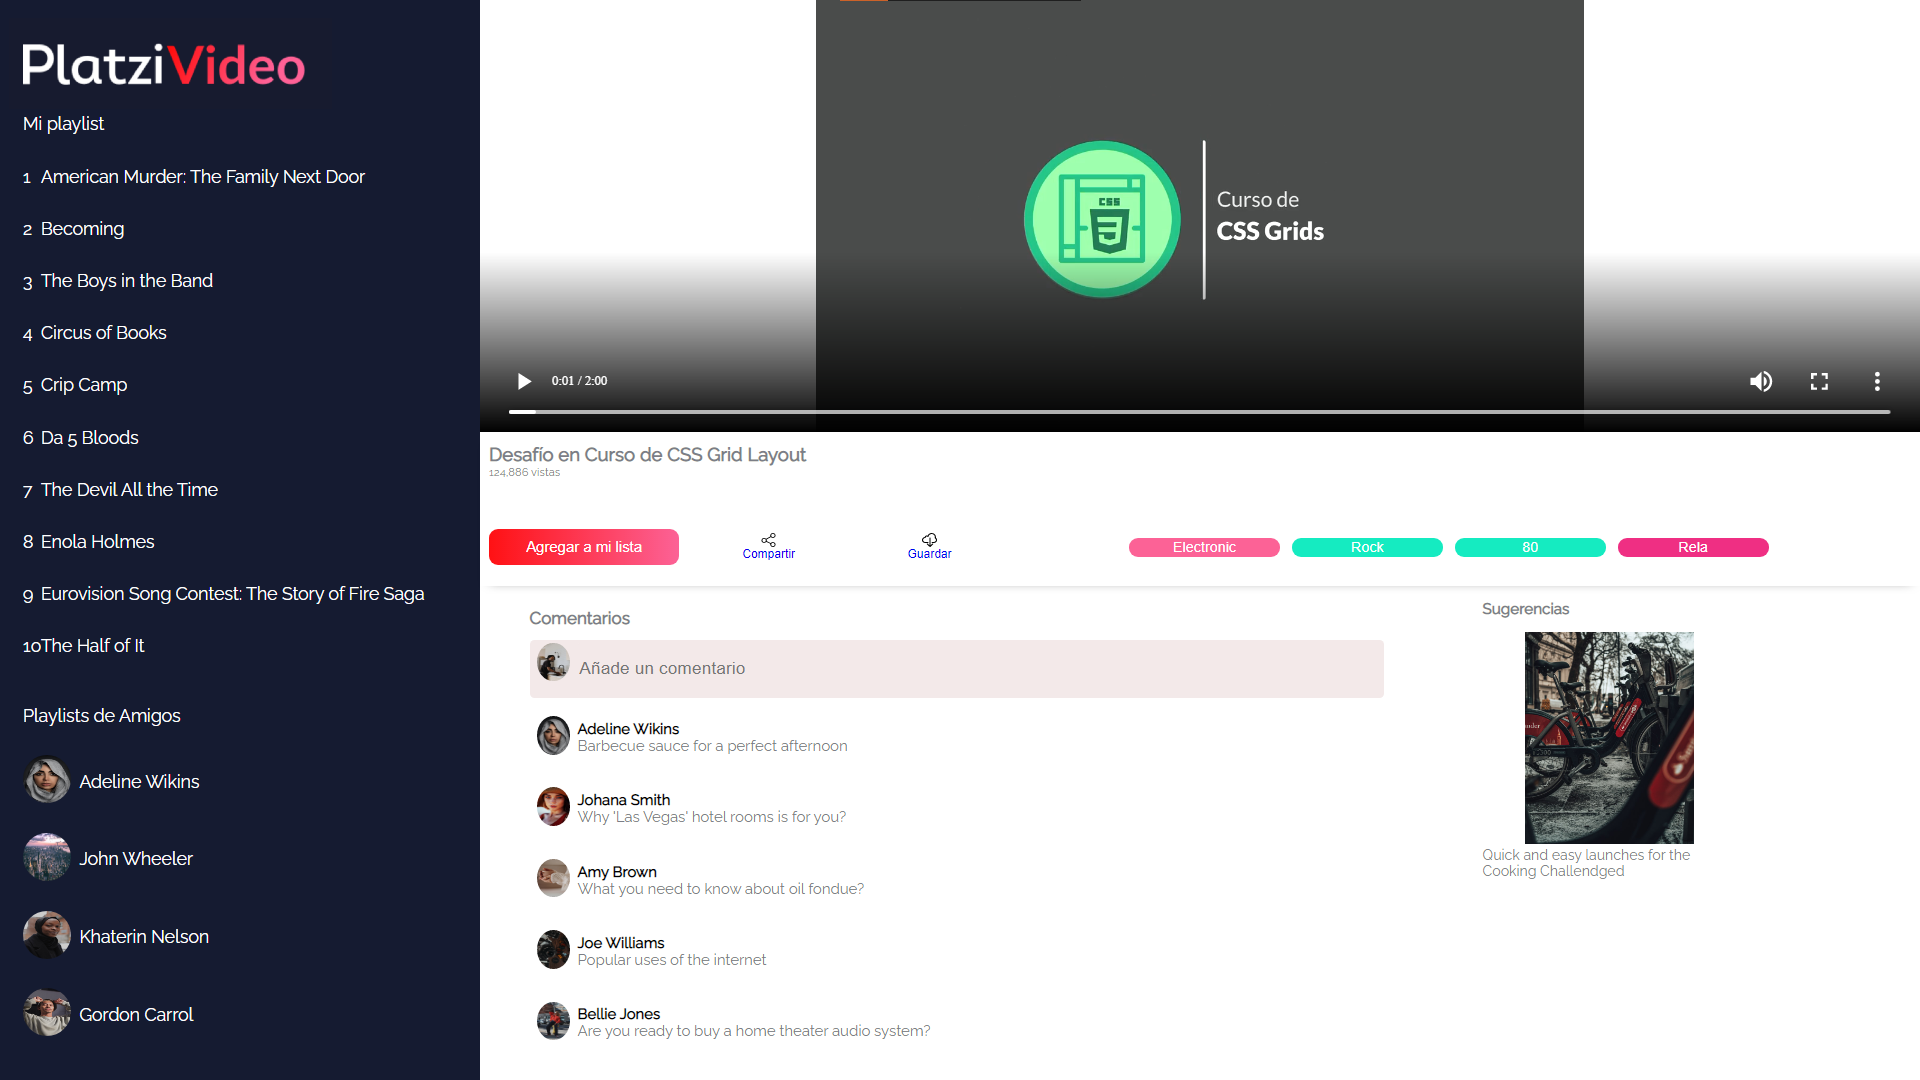 PlatziVideo
Mi playlist
1 American Murder: The Family Next Door
2 Becoming
3 The Boys in the Band
4 Circus of Books
5 Crip Camp
6 Da 5 Bloods
7 The Devil All the Time
8 Enola Holmes
9 Eurovision Song Contest: The Story of Fire Saga
10The Half of It
Playlists de Amigos
Adeline Wikins
John Wheeler
Khaterin Nelson
Gordon Carrol
CSS
Curso de
CSS Grids
0:01 / 2:00
Desafío en Curso de CSS Grid Layout
124,886 vistas
Agregar a mi lista
Compartir
Guardar
Electronic
Rock
80
Rela
Comentarios
Añade un comentario
Adeline Wikins
Barbecue sauce for a perfect afternoon
Johana Smith
Why 'Las Vegas' hotel rooms is for you?
Amy Brown
What you need to know about oil fondue?
Joe Williams
Popular uses of the internet
Bellie Jones
Are you ready to buy a home theater audio system?
Sugerencias
Quick and easy launches for the
Cooking Challendged